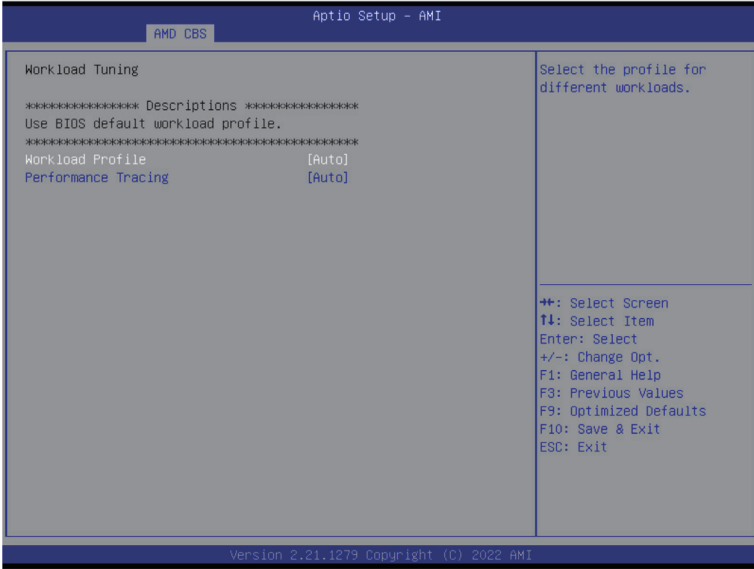 Aptio Setup – AMI
AMD CBS
Workload Tuning
**************** Descriptions ****************
Use BIOS default workload profile.
**********************************************
Workload Profile [Auto]
Performance Tracing [Auto]
Select the profile for
different workloads.
→←: Select Screen
↑↓: Select Item
Enter: Select
+/-: Change Opt.
F1: General Help
F3: Previous Values
F9: Optimized Defaults
F10: Save & Exit
ESC: Exit
Version 2.21.1279 Copyright (C) 2022 AMI